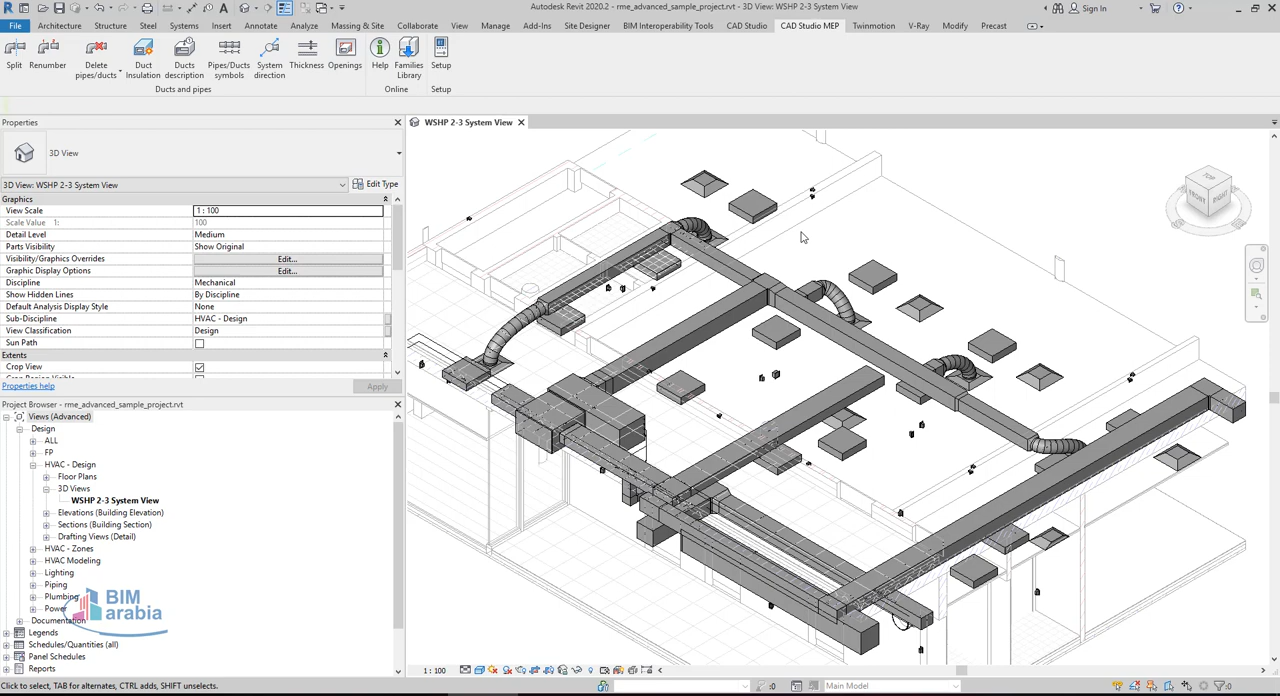 Autodesk Revit 2020.2 - rme_advanced_sample_project.rvt - 3D View: WSHP 2-3 System View
Sign In
File Architecture Structure Steel Systems Insert Annotate Analyze Massing & Site Collaborate View Manage Add-Ins Site Designer BIM Interoperability Tools CAD Studio CAD Studio MEP Twinmotion V-Ray Modify Precast
Split Renumber Delete pipes/ducts Duct Insulation Ducts description Pipes/Ducts symbols System direction Thickness Openings Help Families Library Setup
Ducts and pipes Online Setup
Properties
WSHP 2-3 System View
3D View
3D View: WSHP 2-3 System View Edit Type
Graphics
View Scale 1 : 100
Scale Value 1: 100
Detail Level Medium
Parts Visibility Show Original
Visibility/Graphics Overrides Edit...
Graphic Display Options Edit...
Discipline Mechanical
Show Hidden Lines By Discipline
Default Analysis Display Style None
Sub-Discipline HVAC - Design
View Classification Design
Sun Path
Extents
Crop View
Properties help Apply
Project Browser - rme_advanced_sample_project.rvt
Views (Advanced)
Design
ALL
FP
HVAC - Design
Floor Plans
3D Views
WSHP 2-3 System View
Elevations (Building Elevation)
Sections (Building Section)
Drafting Views (Detail)
HVAC - Zones
HVAC Modeling
Lighting
Piping
Plumbing
Power
Documentation
Legends
Schedules/Quantities (all)
Panel Schedules
Reports
BIM
arabia
TOP
FRONT RIGHT
1 : 100
Click to select, TAB for alternates, CTRL adds, SHIFT unselects.
:0 Main Model :0